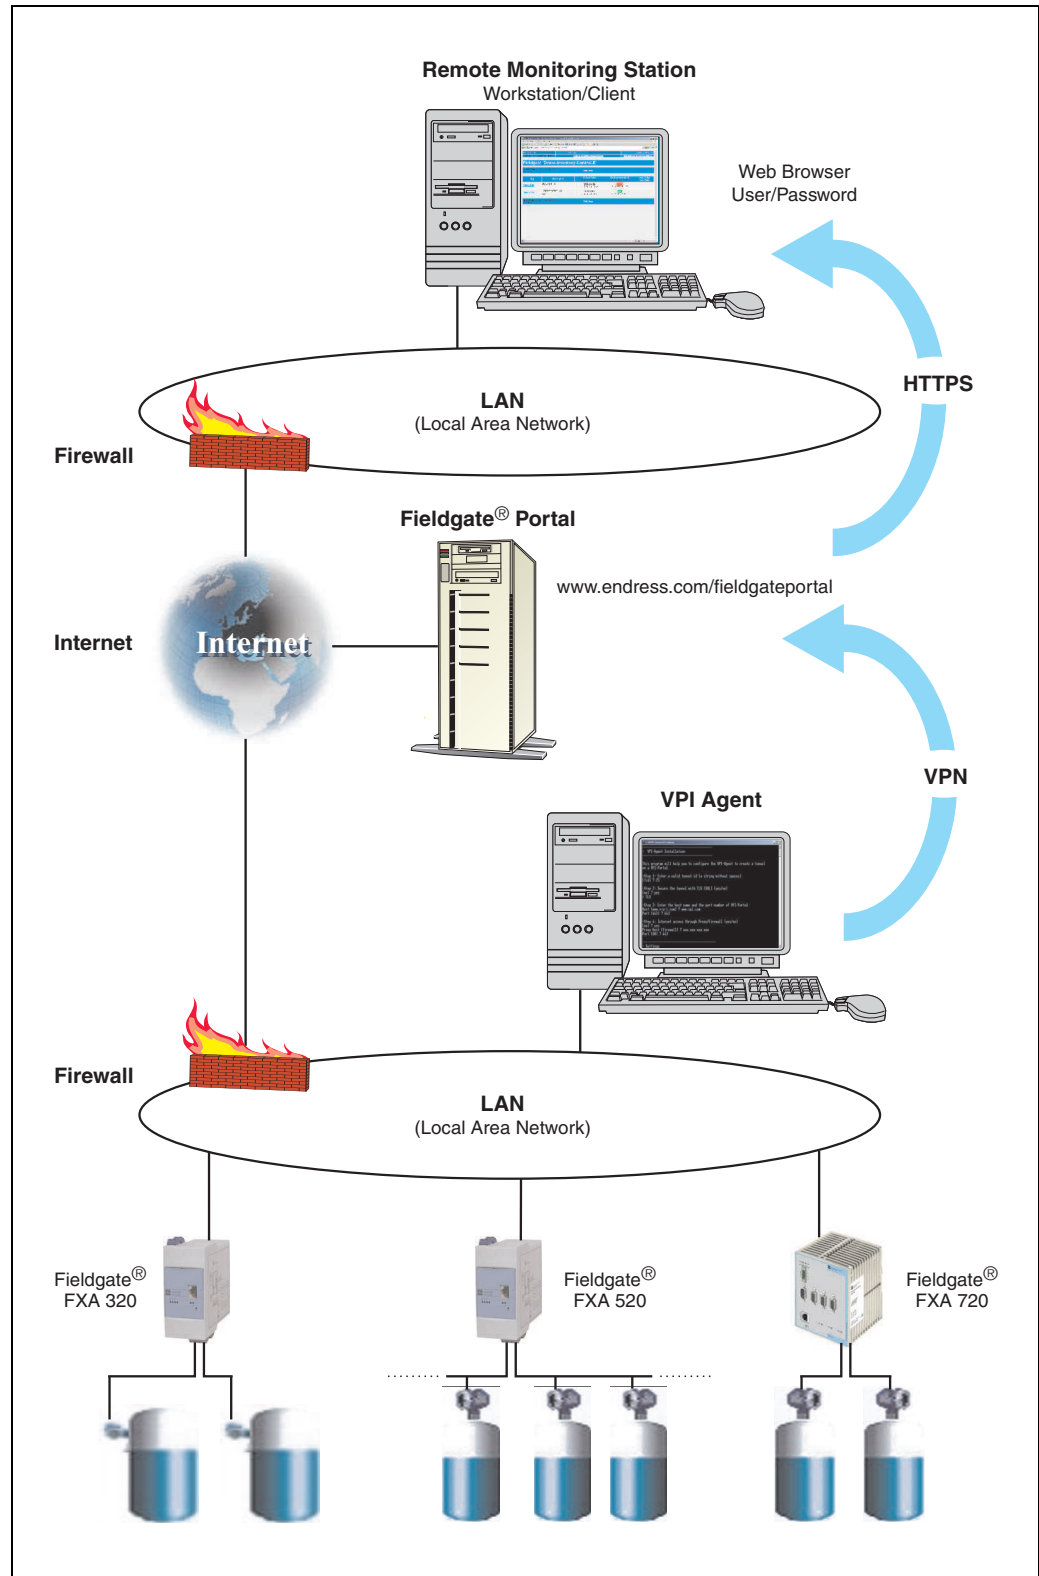 Remote Monitoring Station
Workstation/Client
Web Browser
User/Password
HTTPS
LAN
(Local Area Network)
Firewall
Fieldgate® Portal
www.endress.com/fieldgateportal
Internet
Internet
VPN
VPI Agent
Firewall
LAN
(Local Area Network)
Fieldgate®
FXA 320
Fieldgate®
FXA 520
Fieldgate®
FXA 720